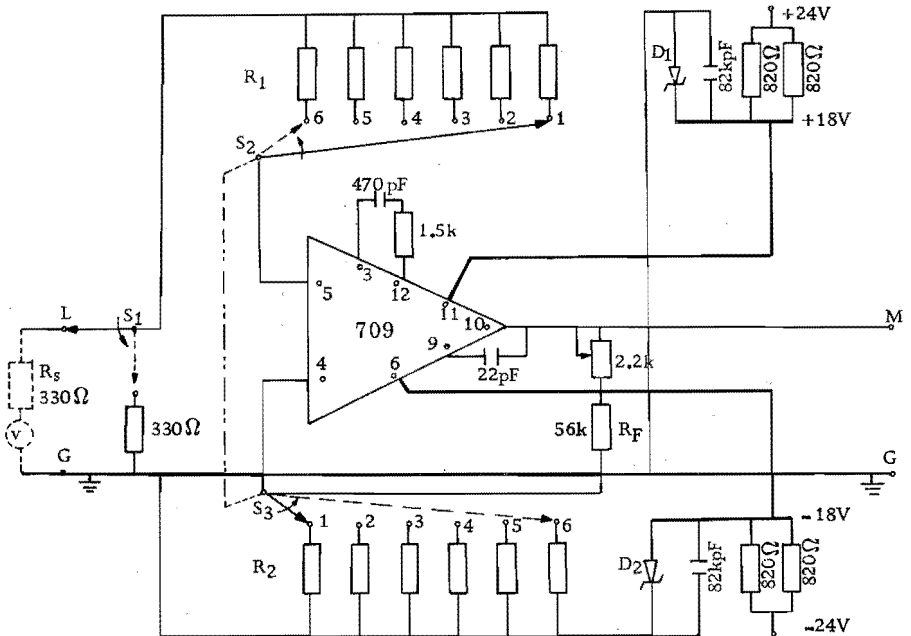 +24V
D1
82kpF
820Ω
820Ω
R1
6 5 4 3 2 1
+18V
S2
470 pF
1.5k
3
12
5
11
L
S1
709
10
M
9
Rs
330Ω
4
6
22pF
2.2k
V
330Ω
56k
RF
G
G
S3
1 2 3 4 5 6
-18V
R2
D2
82kpF
820Ω
820Ω
-24V